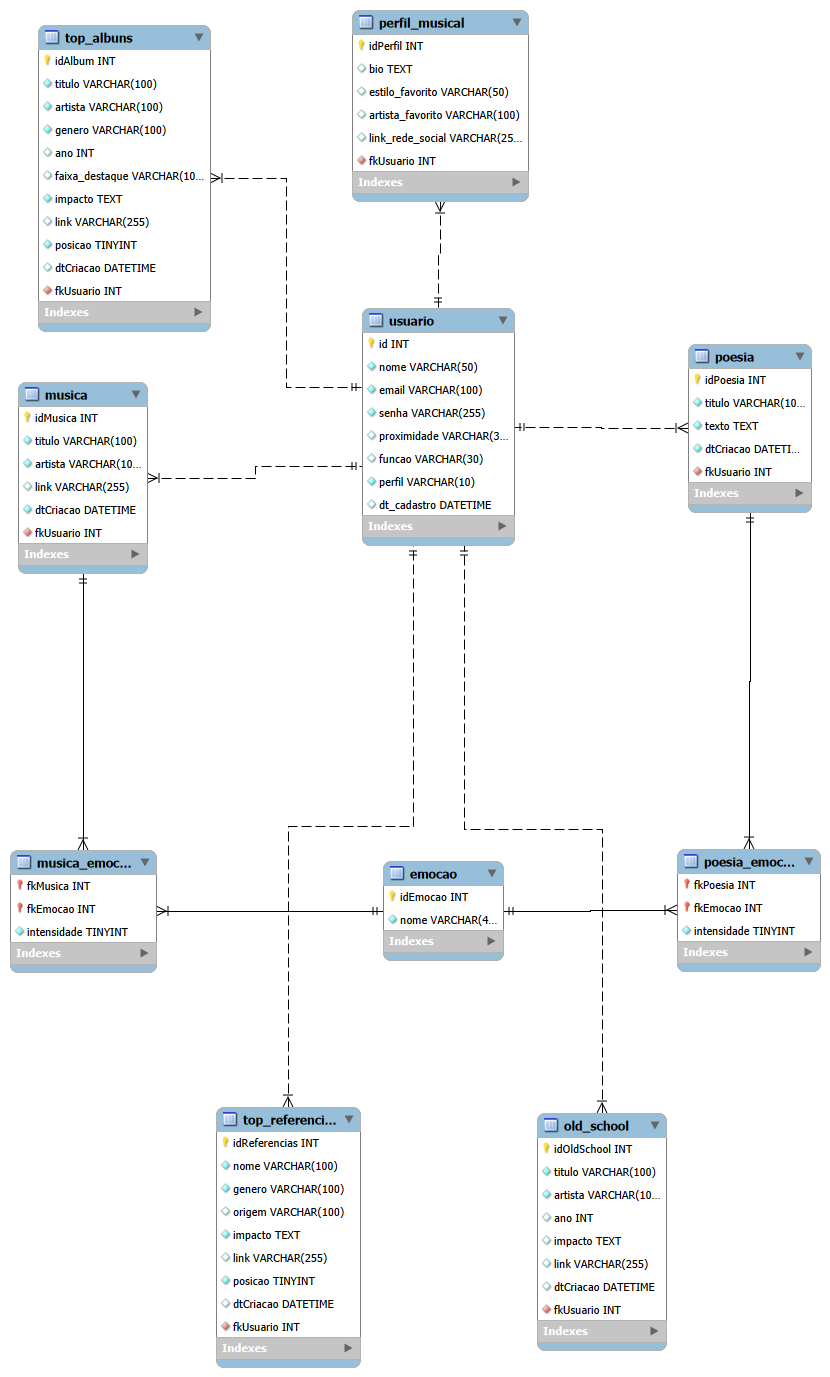 top_albuns
idAlbum INT
titulo VARCHAR(100)
artista VARCHAR(100)
genero VARCHAR(100)
ano INT
faixa_destaque VARCHAR(10...
impacto TEXT
link VARCHAR(255)
posicao TINYINT
dtCriacao DATETIME
fkUsuario INT
Indexes
perfil_musical
idPerfil INT
bio TEXT
estilo_favorito VARCHAR(50)
artista_favorito VARCHAR(100)
link_rede_social VARCHAR(25...
fkUsuario INT
Indexes
usuario
id INT
nome VARCHAR(50)
email VARCHAR(100)
senha VARCHAR(255)
proximidade VARCHAR(3...
funcao VARCHAR(30)
perfil VARCHAR(10)
dt_cadastro DATETIME
Indexes
poesia
idPoesia INT
titulo VARCHAR(10...
texto TEXT
dtCriacao DATETI...
fkUsuario INT
Indexes
musica
idMusica INT
titulo VARCHAR(100)
artista VARCHAR(10...
link VARCHAR(255)
dtCriacao DATETIME
fkUsuario INT
Indexes
musica_emoc...
fkMusica INT
fkEmocao INT
intensidade TINYINT
Indexes
emocao
idEmocao INT
nome VARCHAR(4...
Indexes
poesia_emoc...
fkPoesia INT
fkEmocao INT
intensidade TINYINT
Indexes
top_referenci...
idReferencias INT
nome VARCHAR(100)
genero VARCHAR(100)
origem VARCHAR(100)
impacto TEXT
link VARCHAR(255)
posicao TINYINT
dtCriacao DATETIME
fkUsuario INT
Indexes
old_school
idOldSchool INT
titulo VARCHAR(100)
artista VARCHAR(10...
ano INT
impacto TEXT
link VARCHAR(255)
dtCriacao DATETIME
fkUsuario INT
Indexes